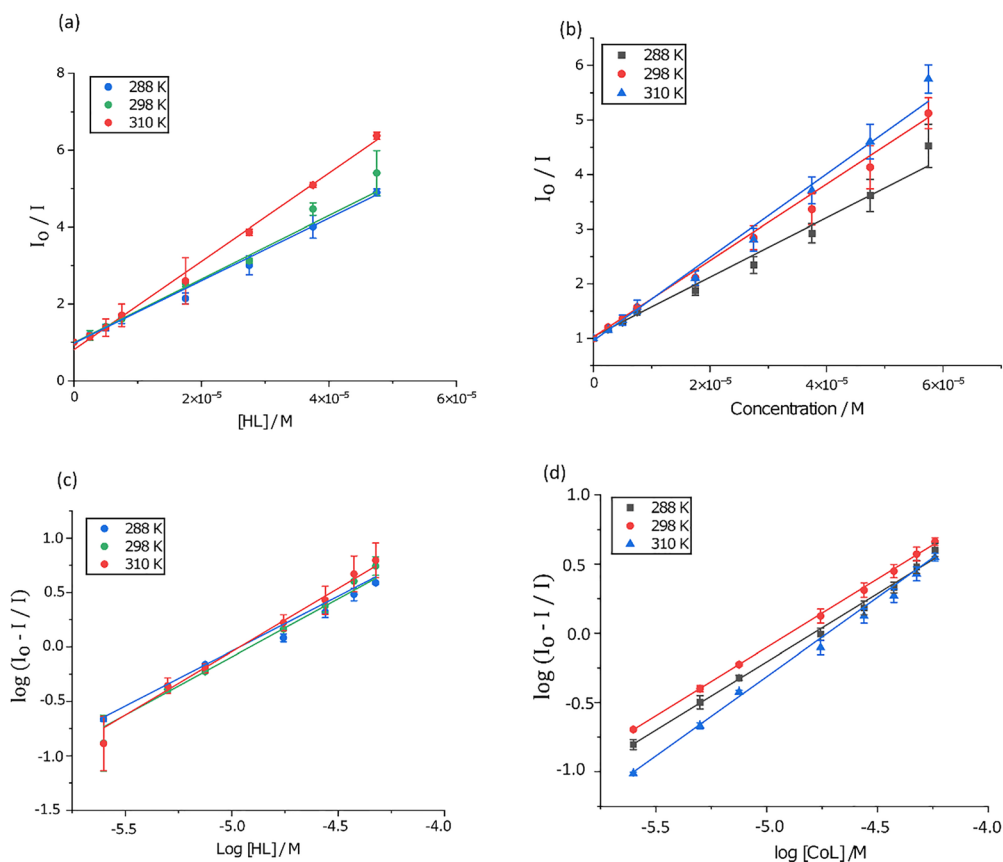 (a)
288 K
298 K
310 K
I₀ / I
8
6
4
2
0
0
2×10⁻⁵
4×10⁻⁵
6×10⁻⁵
[HL] / M
(b)
288 K
298 K
310 K
I₀ / I
6
5
4
3
2
1
0
2×10⁻⁵
4×10⁻⁵
6×10⁻⁵
Concentration / M
(c)
288 K
298 K
310 K
log (I₀ - I / I)
1.0
0.5
0.0
-0.5
-1.0
-1.5
-5.5
-5.0
-4.5
-4.0
Log [HL] / M
(d)
288 K
298 K
310 K
log (I₀ - I / I)
1.0
0.5
0.0
-0.5
-1.0
-5.5
-5.0
-4.5
-4.0
log [CoL] /M